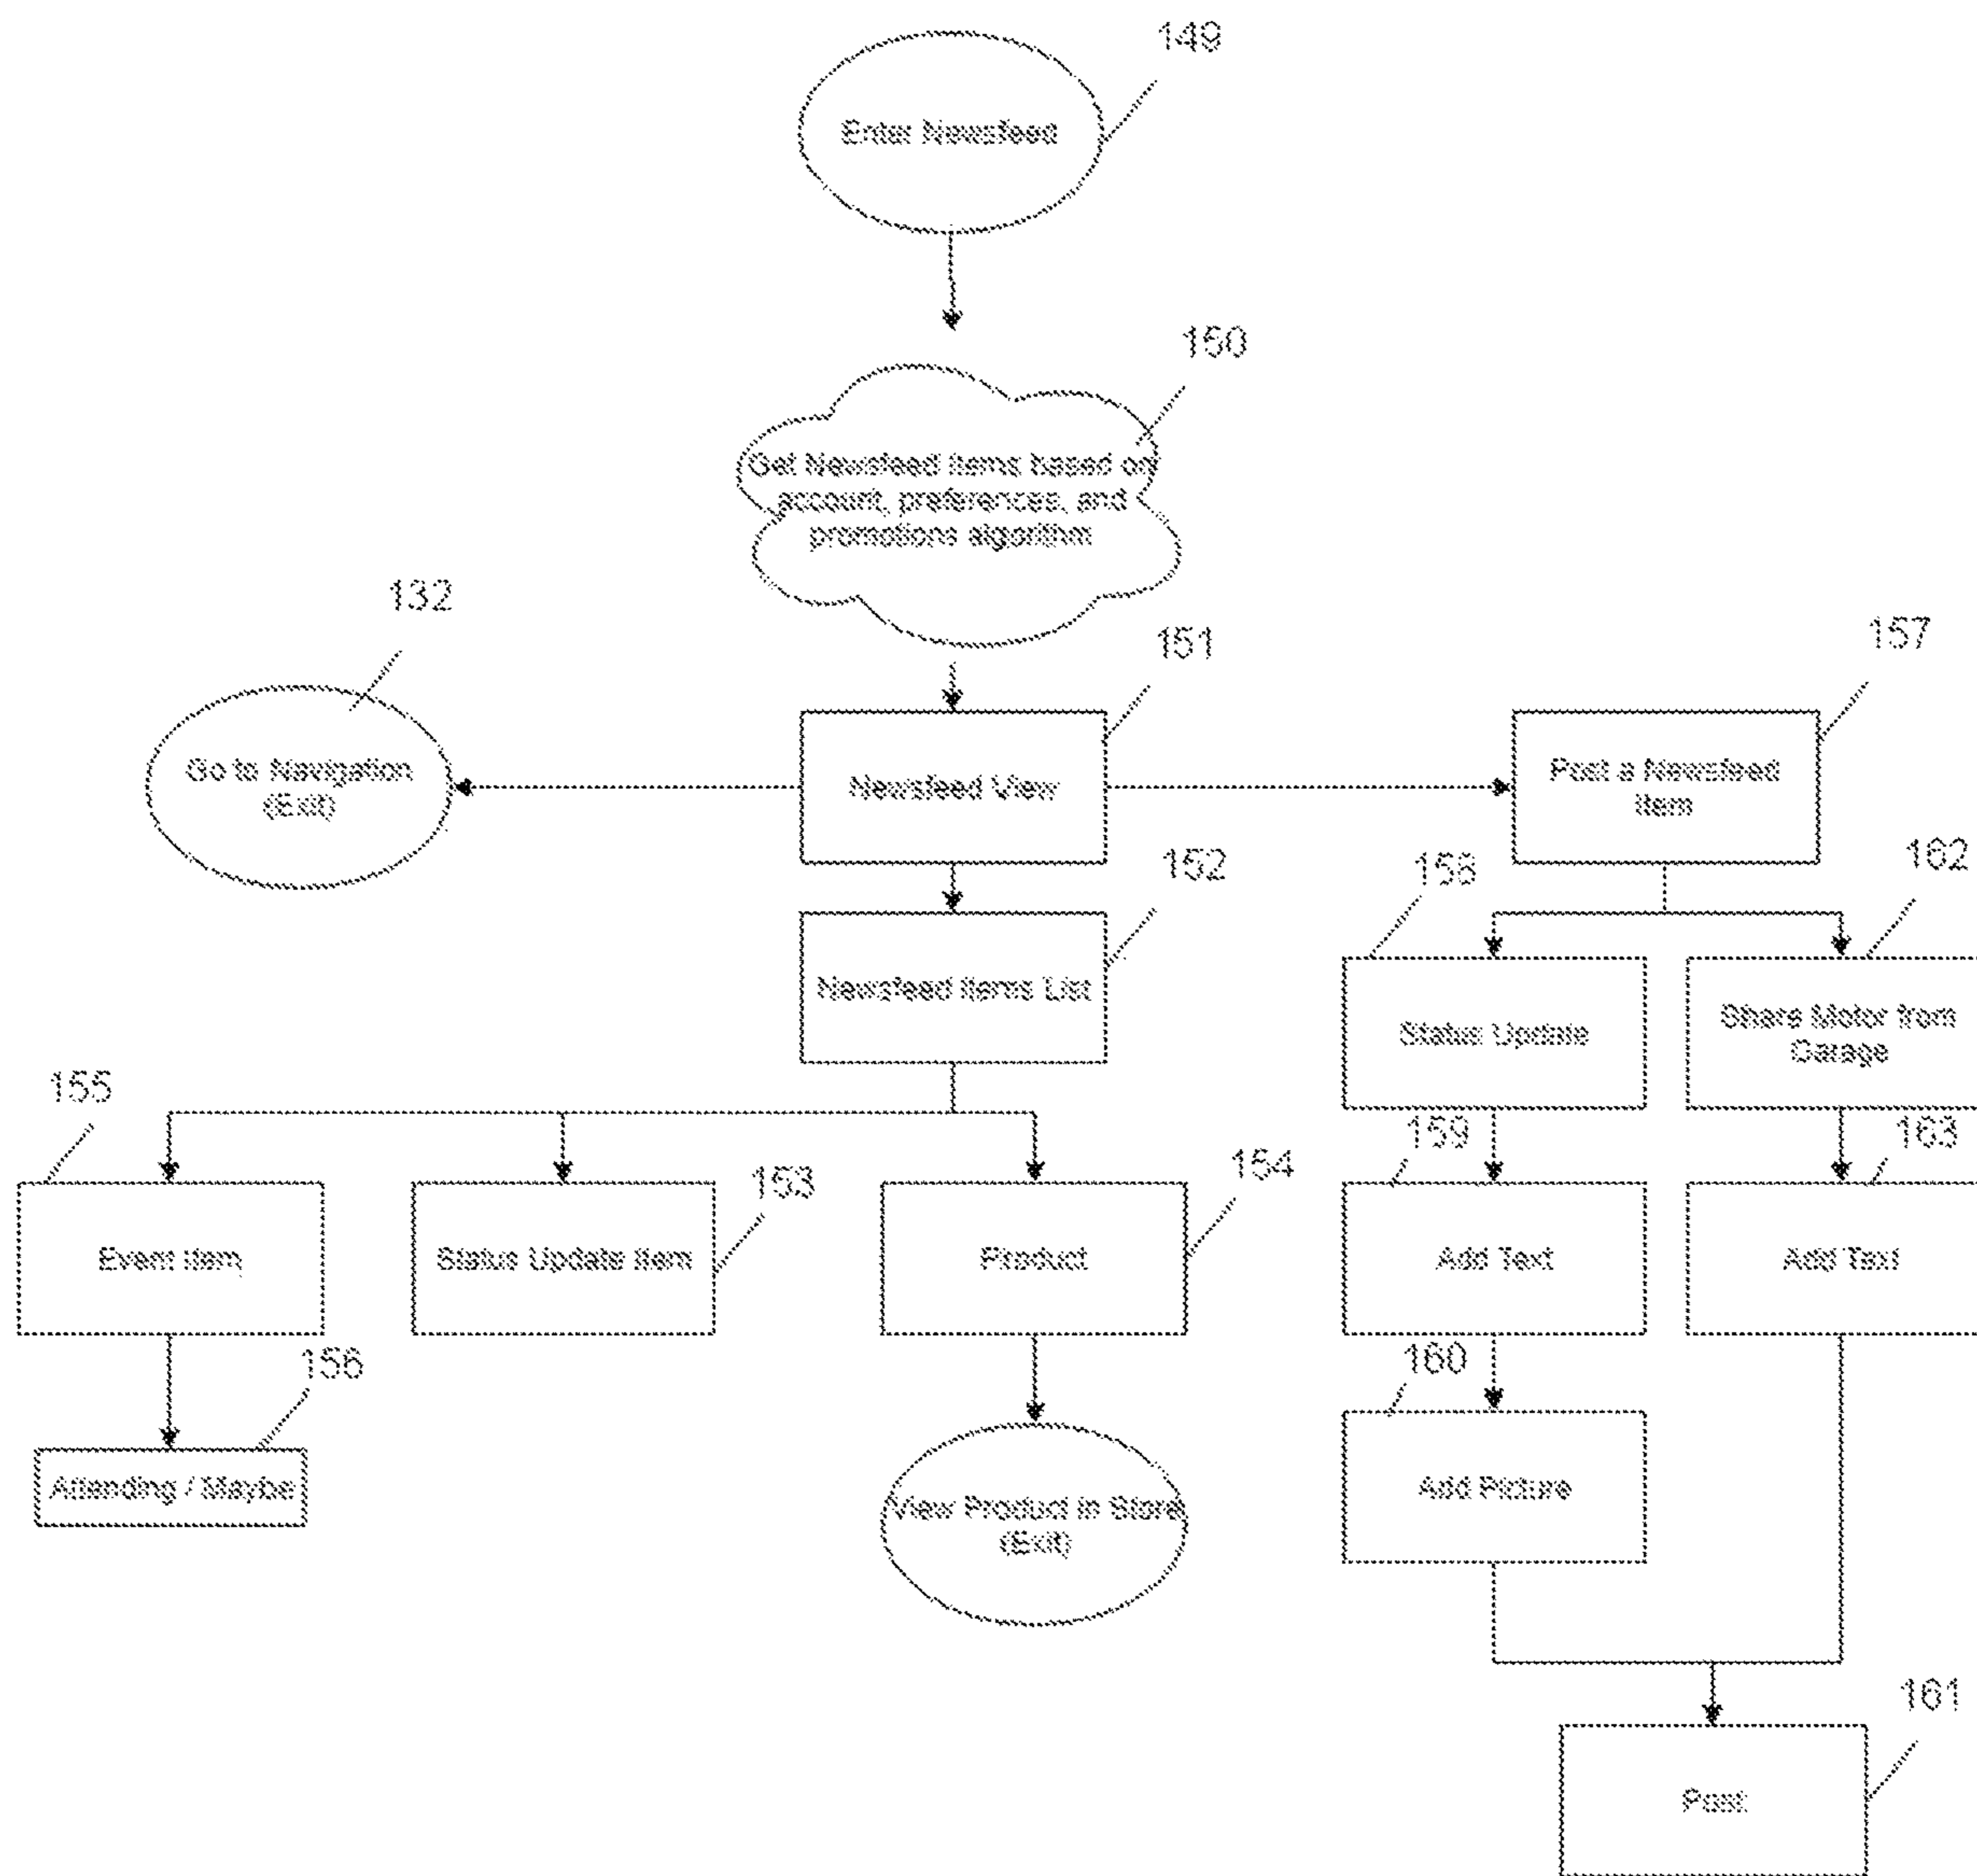 149
Enter Newsfeed
150
Get Newsfeed items based on
account, preferences, and
promotions algorithm
132
151
157
Go to Navigation
(Exit)
Newsfeed View
Post a Newsfeed
Item
152
158
162
Newsfeed Items List
Status Update
Share Motor from
Garage
155
153
154
159
163
Event Item
Status Update Item
Product
Add Text
Add Text
156
160
Attending / Maybe
View Product in Store
(Exit)
Add Picture
161
Post